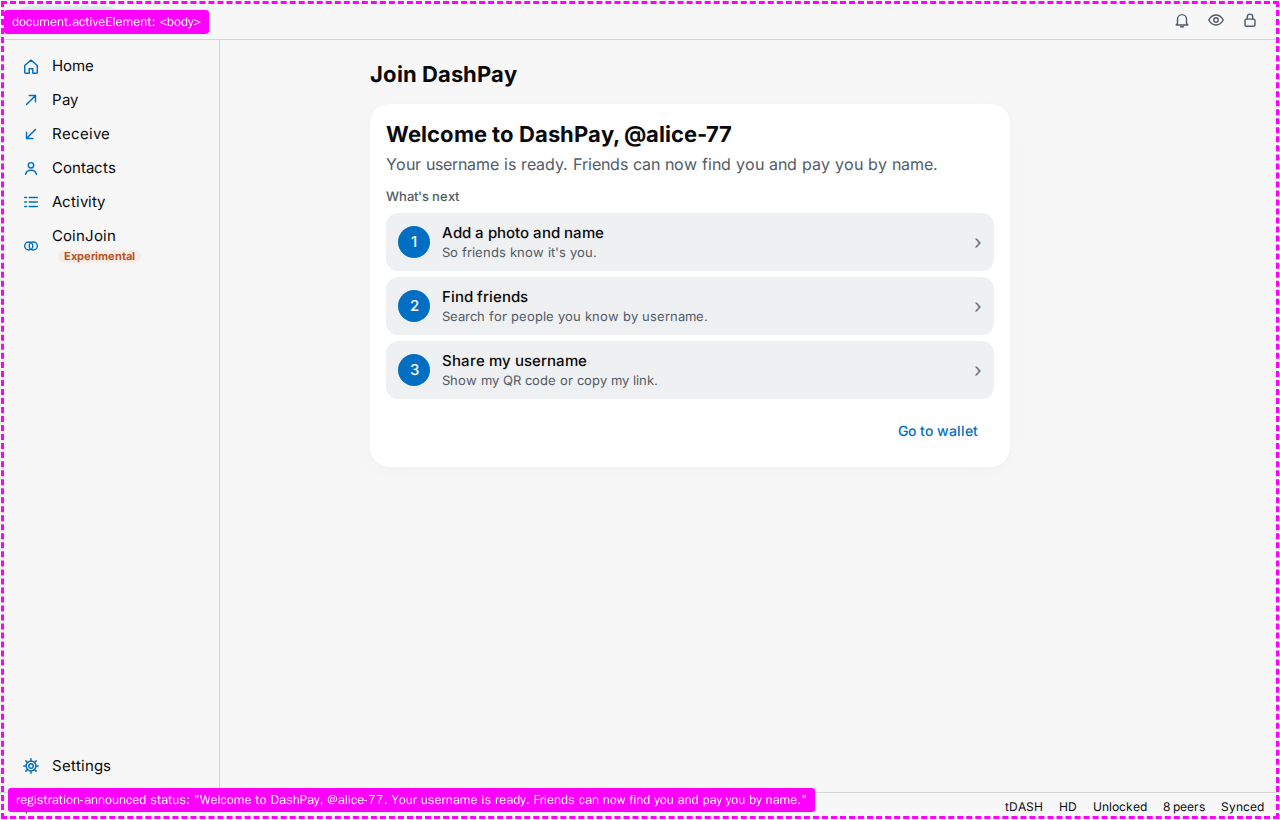 document.activeElement: <body>
Home
Pay
Receive
Contacts
Activity
CoinJoin
Experimental
Settings
Join DashPay
Welcome to DashPay, @alice-77
Your username is ready. Friends can now find you and pay you by name.
What's next
1
Add a photo and name
So friends know it's you.
2
Find friends
Search for people you know by username.
3
Share my username
Show my QR code or copy my link.
Go to wallet
registration-announced status: "Welcome to DashPay, @alice-77. Your username is ready. Friends can now find you and pay you by name."
tDASH HD Unlocked 8 peers Synced